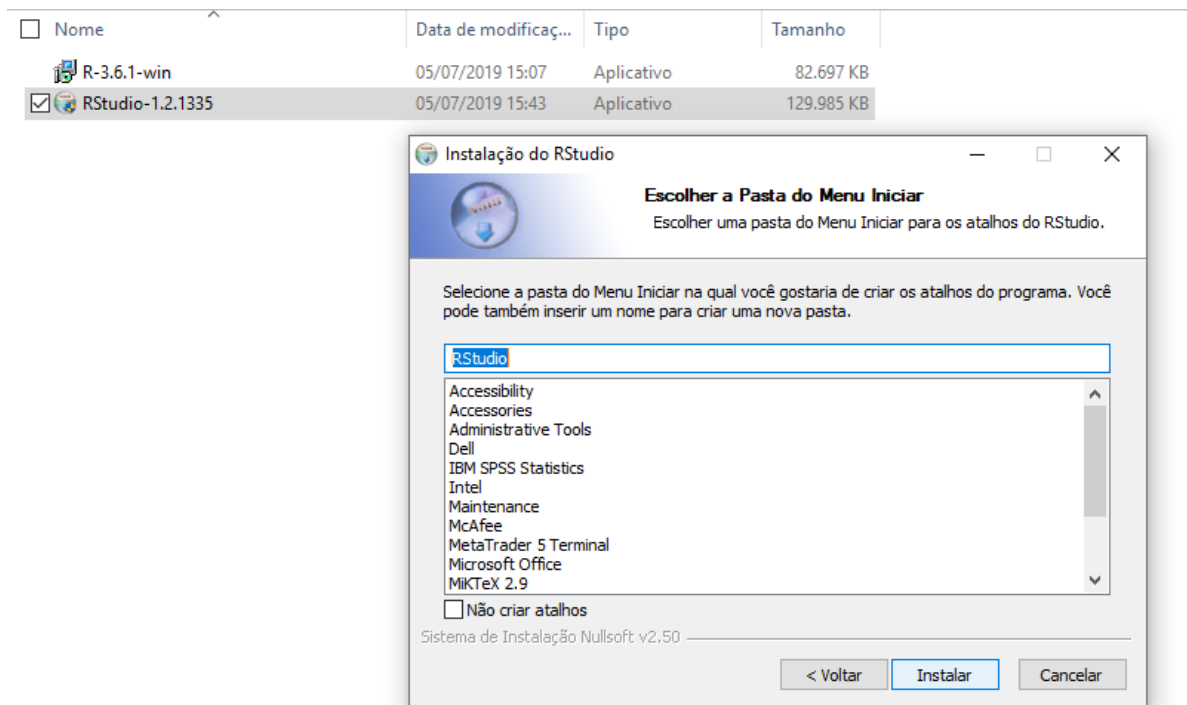 Nome Data de modificaç... Tipo Tamanho
R-3.6.1-win 05/07/2019 15:07 Aplicativo 82.697 KB
RStudio-1.2.1335 05/07/2019 15:43 Aplicativo 129.985 KB
Instalação do RStudio
Escolher a Pasta do Menu Iniciar
Escolher uma pasta do Menu Iniciar para os atalhos do RStudio.
Selecione a pasta do Menu Iniciar na qual você gostaria de criar os atalhos do programa. Você
pode também inserir um nome para criar uma nova pasta.
RStudio
Accessibility
Accessories
Administrative Tools
Dell
IBM SPSS Statistics
Intel
Maintenance
McAfee
MetaTrader 5 Terminal
Microsoft Office
MiKTeX 2.9
Não criar atalhos
Sistema de Instalação Nullsoft v2.50
< Voltar Instalar Cancelar